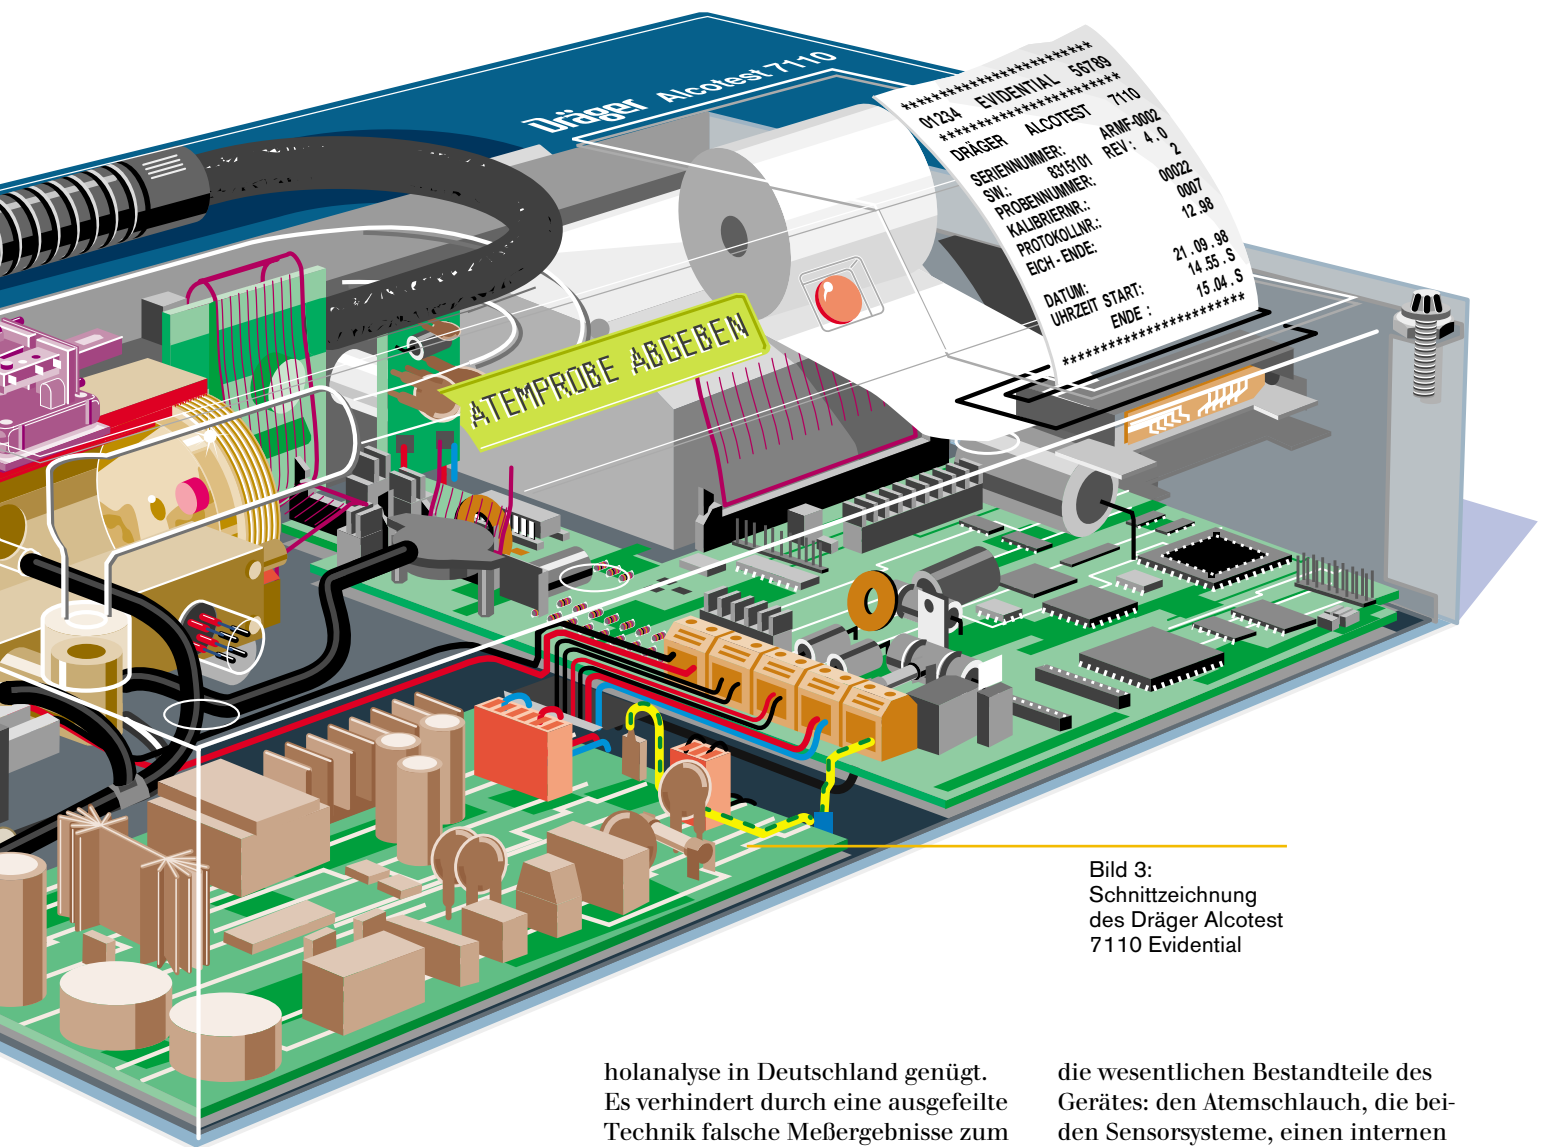 Dräger Alcotest 7110
***********************
01234 EVIDENTIAL 56789
***********************
DRÄGER ALCOTEST 7110
SERIENNUMMER: ARMF-0002
SW.: 8315101 REV: 4.0
PROBENNUMMER: 2
KALIBRIERNR.: 00022
PROTOKOLLNR.: 0007
EICH-ENDE: 12.98
DATUM: 21.09.98
UHRZEIT START: 14.55.S
ENDE : 15.04.S
***********************
ATEMPROBE ABGEBEN
Bild 3:
Schnittzeichnung
des Dräger Alcotest
7110 Evidential
holanalyse in Deutschland genügt.
Es verhindert durch eine ausgefeilte
Technik falsche Meßergebnisse zum
die wesentlichen Bestandteile des
Gerätes: den Atemschlauch, die bei-
den Sensorsysteme, einen internen